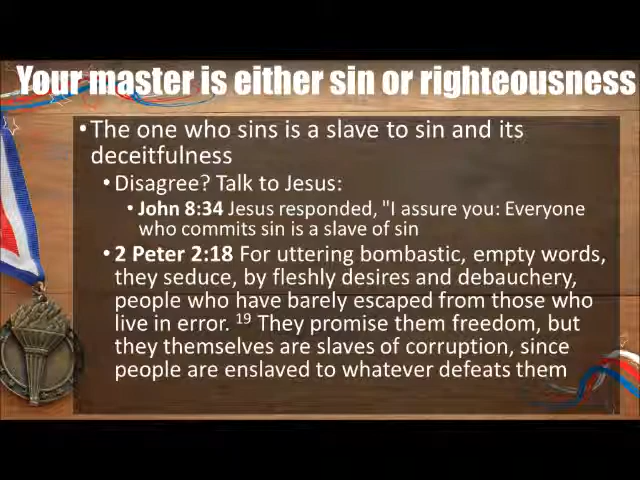 Your master is either sin or righteousness
• The one who sins is a slave to sin and its
deceitfulness
• Disagree? Talk to Jesus:
• John 8:34 Jesus responded, "I assure you: Everyone
who commits sin is a slave of sin
• 2 Peter 2:18 For uttering bombastic, empty words,
they seduce, by fleshly desires and debauchery,
people who have barely escaped from those who
live in error. 19 They promise them freedom, but
they themselves are slaves of corruption, since
people are enslaved to whatever defeats them